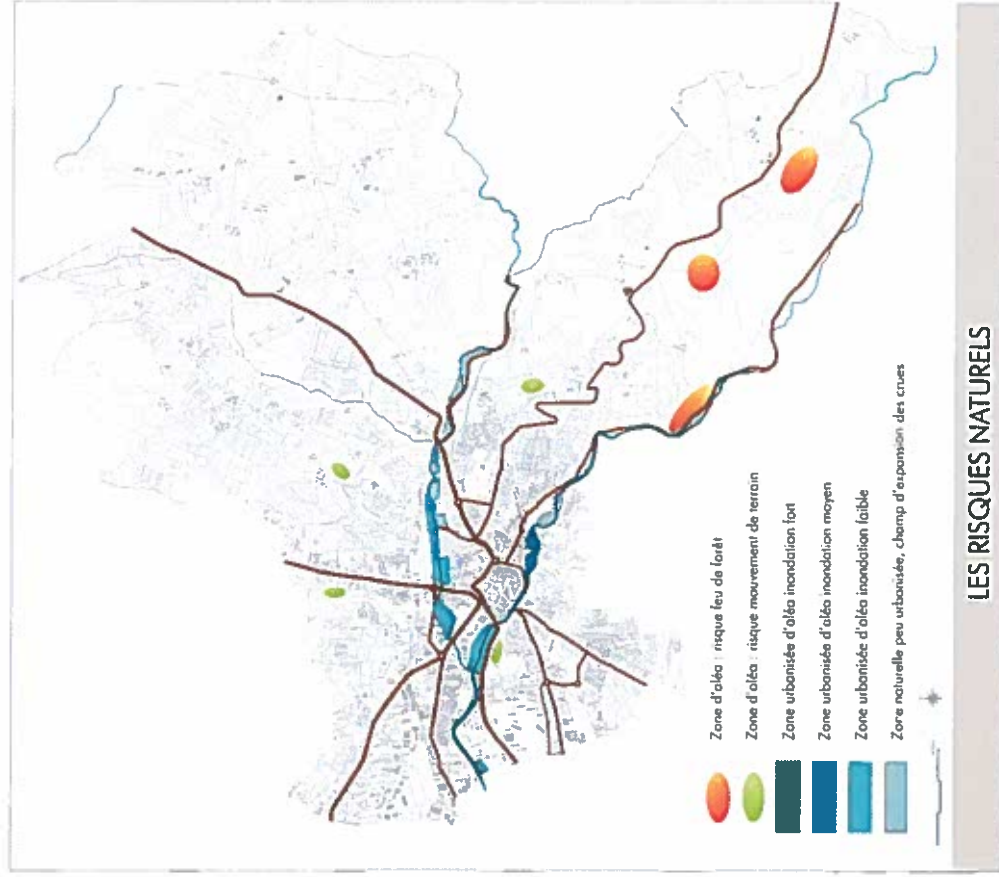 Zone d'aléa : risque feu de forêt
Zone d'aléa : risque mouvement de terrain
Zone urbanisée d'aléa inondation fort
Zone urbanisée d'aléa inondation moyen
Zone urbanisée d'aléa inondation faible
Zone naturelle peu urbanisée, champ d'expansion des crues
LES RISQUES NATURELS